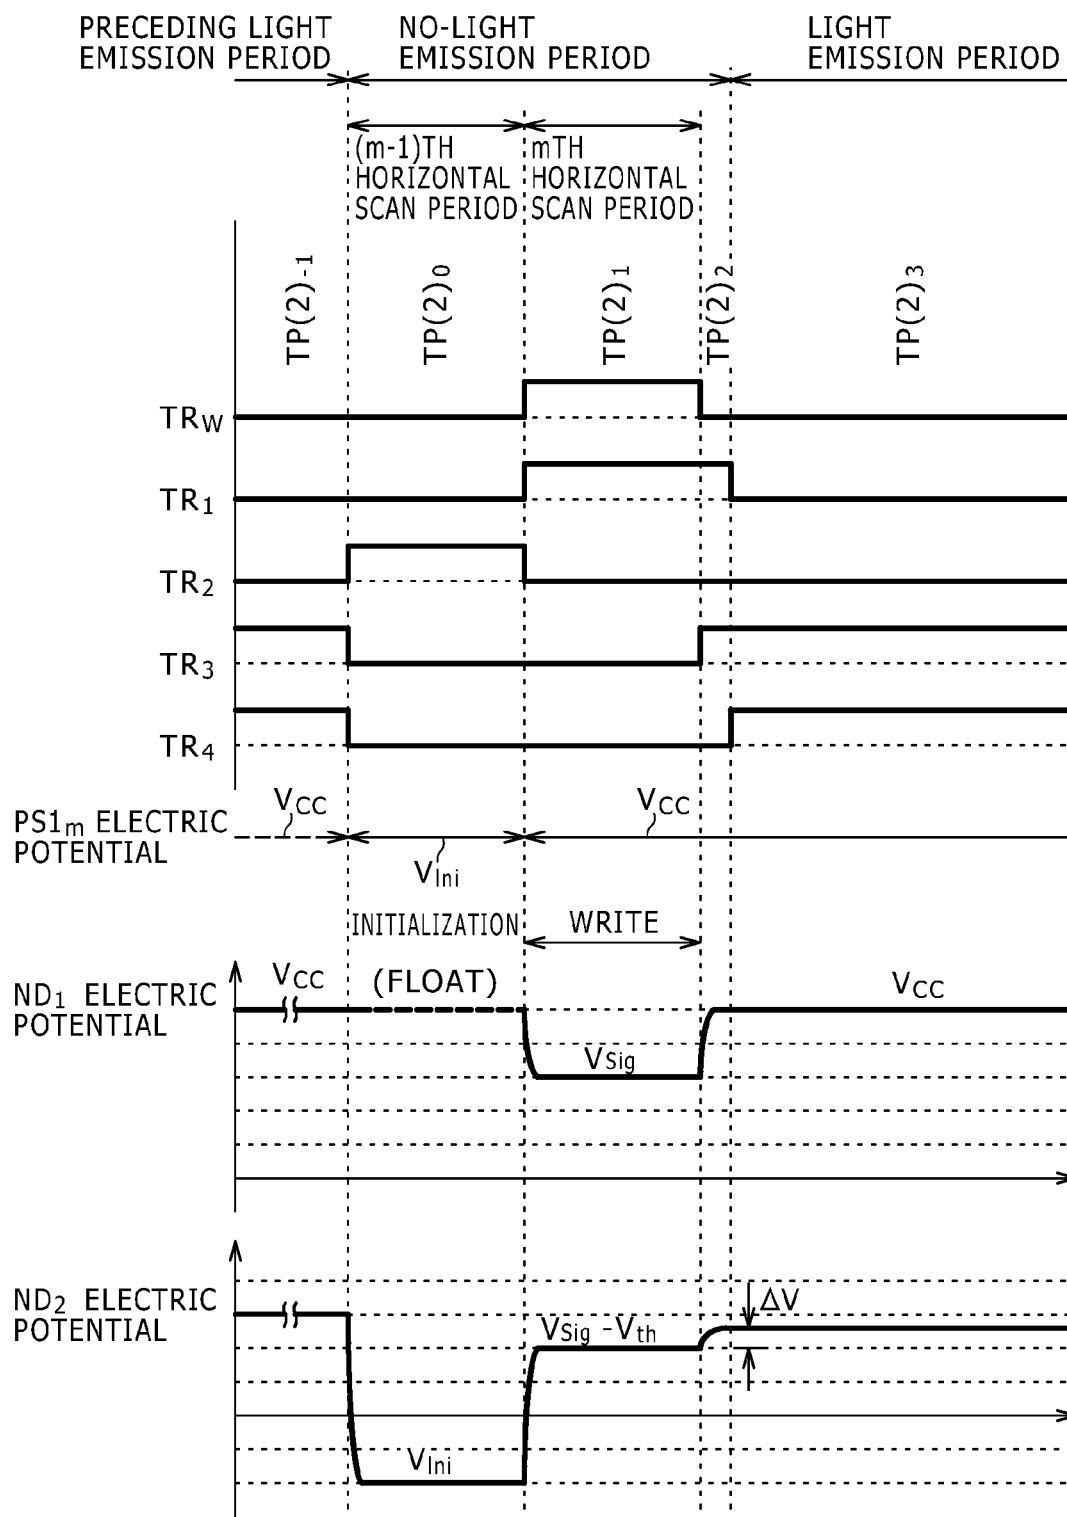 PRECEDING LIGHT
EMISSION PERIOD
NO-LIGHT
EMISSION PERIOD
LIGHT
EMISSION PERIOD
(m-1)TH
HORIZONTAL
SCAN PERIOD
mTH
HORIZONTAL
SCAN PERIOD
TP(2)-1
TP(2)0
TP(2)1
TP(2)2
TP(2)3
TRW
TR1
TR2
TR3
TR4
PS1m ELECTRIC
POTENTIAL
VCC
VIni
VCC
INITIALIZATION
WRITE
ND1 ELECTRIC
POTENTIAL
VCC
(FLOAT)
VSig
VCC
ND2 ELECTRIC
POTENTIAL
VIni
VSig -Vth
ΔV